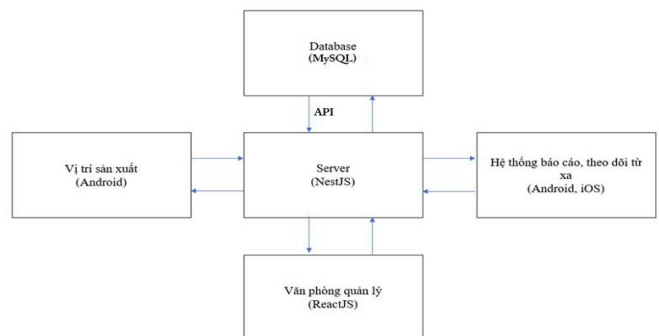 Database
(MySQL)
API
Vị trí sản xuất
(Android)
Server
(NestJS)
Hệ thống báo cáo, theo dõi từ
xa
(Android, iOS)
Văn phòng quản lý
(ReactJS)